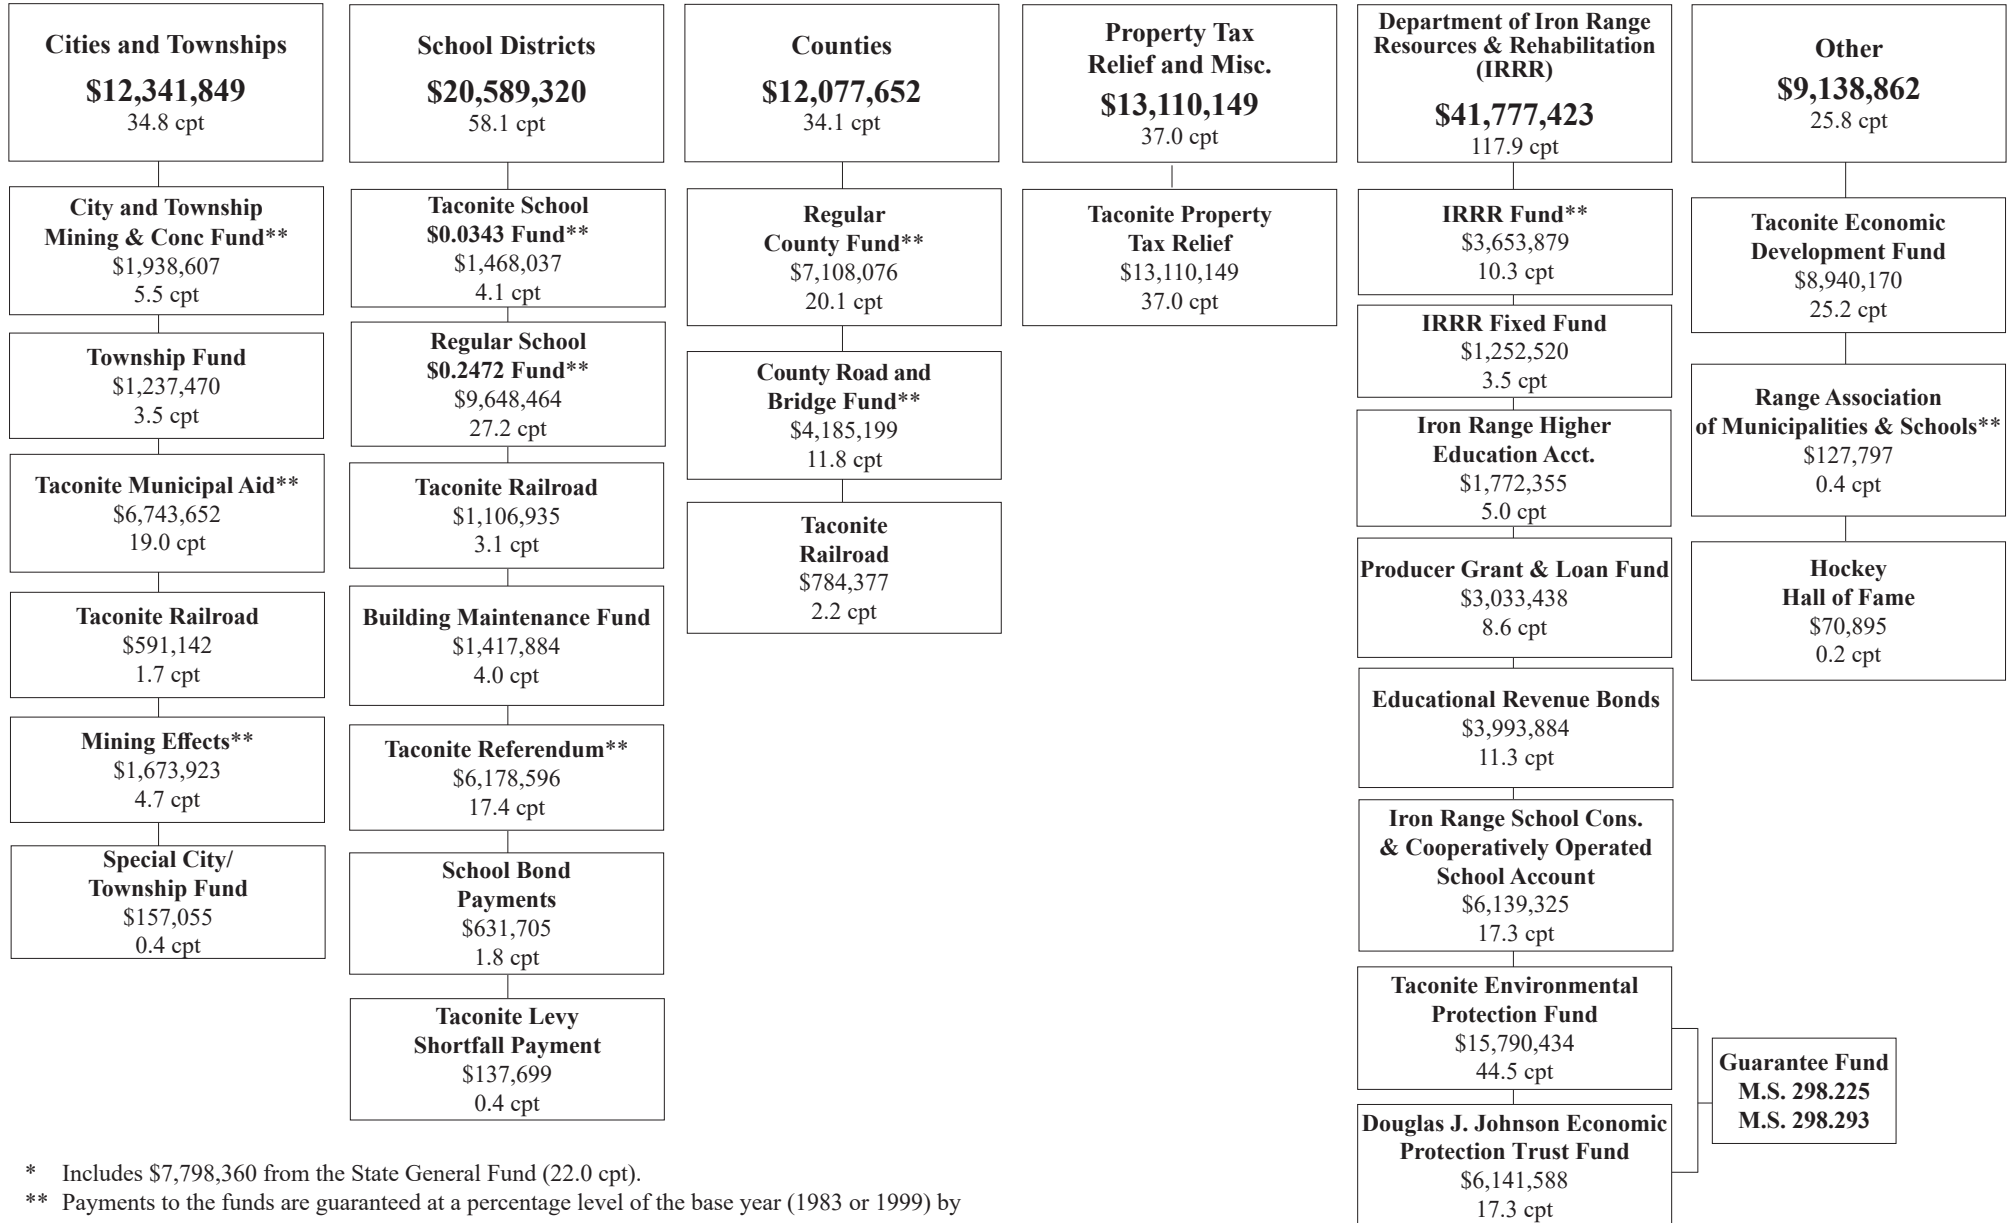 Cities and Townships
$12,341,849
34.8 cpt
City and Township
Mining & Conc Fund**
$1,938,607
5.5 cpt
Township Fund
$1,237,470
3.5 cpt
Taconite Municipal Aid**
$6,743,652
19.0 cpt
Taconite Railroad
$591,142
1.7 cpt
Mining Effects**
$1,673,923
4.7 cpt
Special City/
Township Fund
$157,055
0.4 cpt
School Districts
$20,589,320
58.1 cpt
Taconite School
$0.0343 Fund**
$1,468,037
4.1 cpt
Regular School
$0.2472 Fund**
$9,648,464
27.2 cpt
Taconite Railroad
$1,106,935
3.1 cpt
Building Maintenance Fund
$1,417,884
4.0 cpt
Taconite Referendum**
$6,178,596
17.4 cpt
School Bond
Payments
$631,705
1.8 cpt
Taconite Levy
Shortfall Payment
$137,699
0.4 cpt
Counties
$12,077,652
34.1 cpt
Regular
County Fund**
$7,108,076
20.1 cpt
County Road and
Bridge Fund**
$4,185,199
11.8 cpt
Taconite
Railroad
$784,377
2.2 cpt
Property Tax
Relief and Misc.
$13,110,149
37.0 cpt
Taconite Property
Tax Relief
$13,110,149
37.0 cpt
Department of Iron Range
Resources & Rehabilitation
(IRRR)
$41,777,423
117.9 cpt
IRRR Fund**
$3,653,879
10.3 cpt
IRRR Fixed Fund
$1,252,520
3.5 cpt
Iron Range Higher
Education Acct.
$1,772,355
5.0 cpt
Producer Grant & Loan Fund
$3,033,438
8.6 cpt
Educational Revenue Bonds
$3,993,884
11.3 cpt
Iron Range School Cons.
& Cooperatively Operated
School Account
$6,139,325
17.3 cpt
Taconite Environmental
Protection Fund
$15,790,434
44.5 cpt
Douglas J. Johnson Economic
Protection Trust Fund
$6,141,588
17.3 cpt
Guarantee Fund
M.S. 298.225
M.S. 298.293
Other
$9,138,862
25.8 cpt
Taconite Economic
Development Fund
$8,940,170
25.2 cpt
Range Association
of Municipalities & Schools**
$127,797
0.4 cpt
Hockey
Hall of Fame
$70,895
0.2 cpt
* Includes $7,798,360 from the State General Fund (22.0 cpt).
** Payments to the funds are guaranteed at a percentage level of the base year (1983 or 1999) by